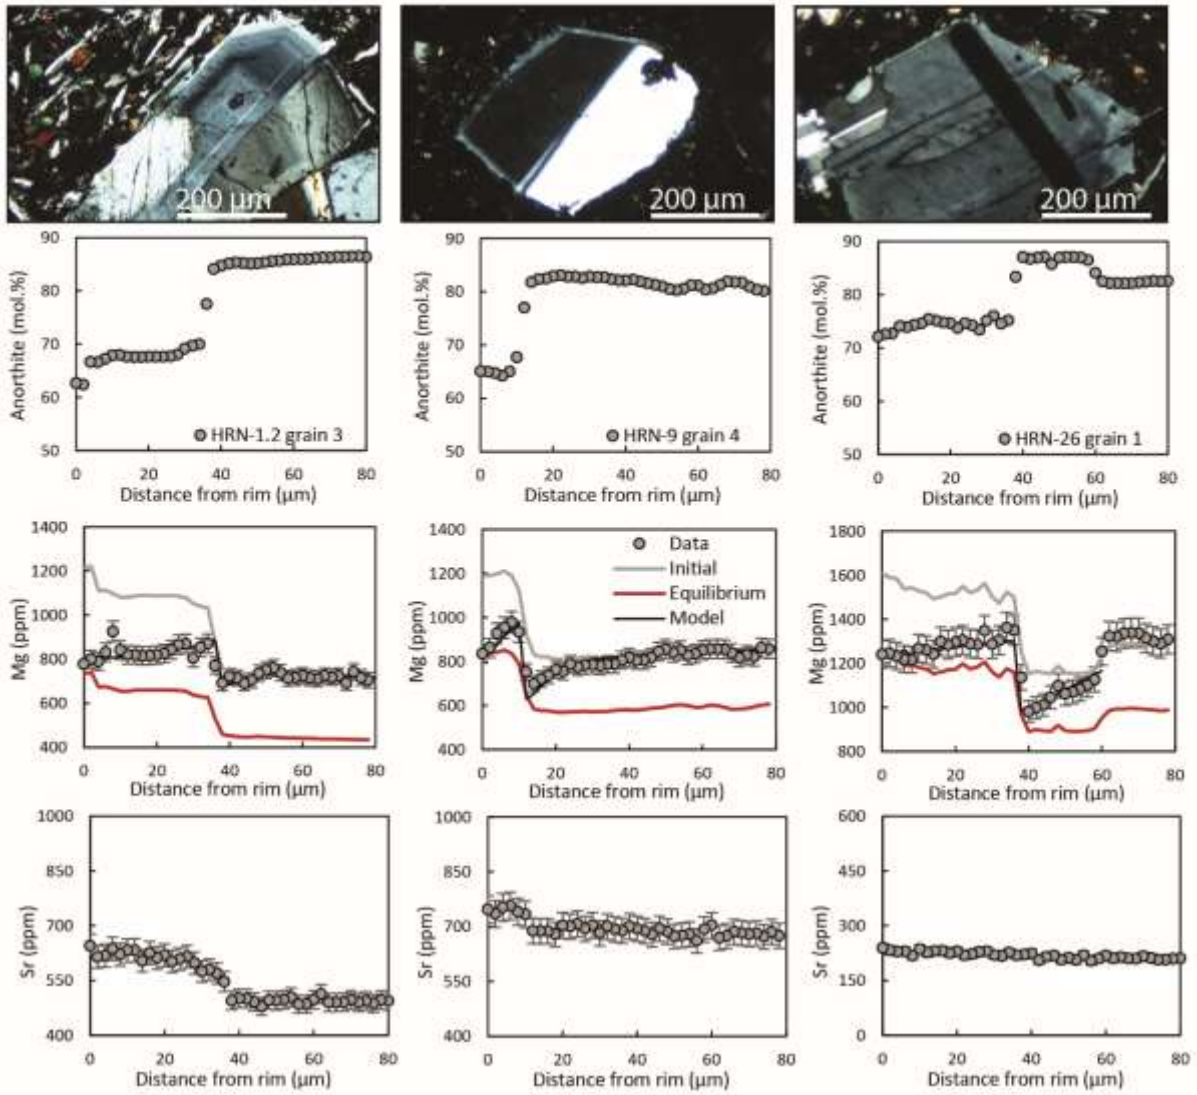 200 µm
200 µm
200 µm
90
80
70
60
50
Anorthite (mol.%)
HRN-1.2 grain 3
0 20 40 60 80
Distance from rim (µm)
90
80
70
60
50
Anorthite (mol.%)
HRN-9 grain 4
0 20 40 60 80
Distance from rim (µm)
90
80
70
60
50
Anorthite (mol.%)
HRN-26 grain 1
0 20 40 60 80
Distance from rim (µm)
1400
1200
1000
800
600
400
Mg (ppm)
0 20 40 60 80
Distance from rim (µm)
1400
1200
1000
800
600
400
Mg (ppm)
Data
Initial
Equilibrium
Model
0 20 40 60 80
Distance from rim (µm)
1800
1600
1400
1200
1000
800
Mg (ppm)
0 20 40 60 80
Distance from rim (µm)
1000
850
700
550
400
Sr (ppm)
0 20 40 60 80
Distance from rim (µm)
1000
850
700
550
400
Sr (ppm)
0 20 40 60 80
Distance from rim (µm)
600
450
300
150
0
Sr (ppm)
0 20 40 60 80
Distance from rim (µm)